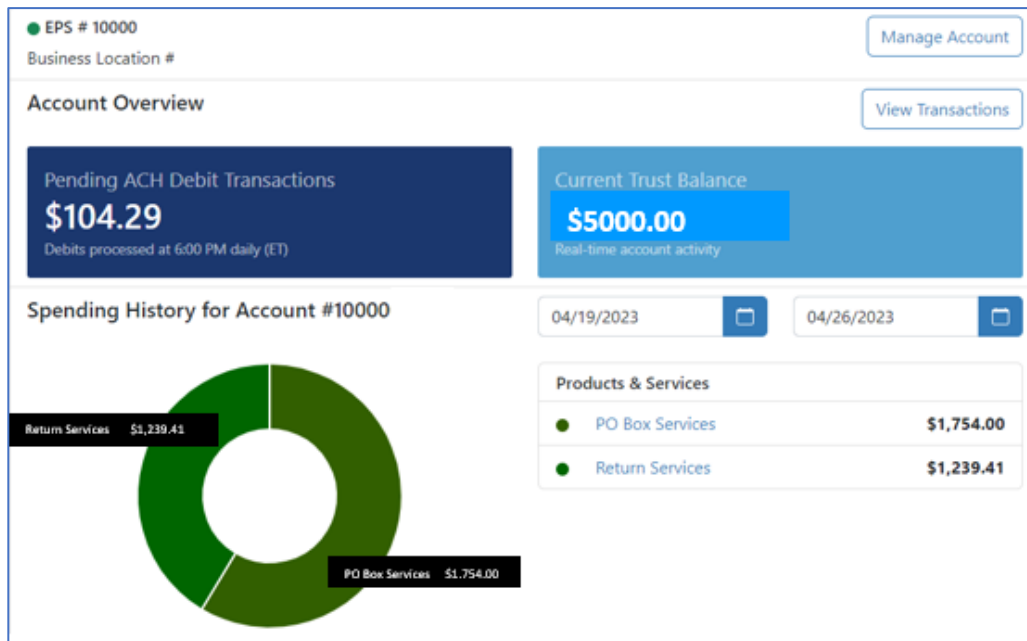 EPS # 10000
Manage Account
Business Location #
Account Overview
View Transactions
Pending ACH Debit Transactions
$104.29
Debits processed at 6:00 PM daily (ET)
Current Trust Balance
$5000.00
Real-time account activity
Spending History for Account #10000
04/19/2023
04/26/2023
Products & Services
PO Box Services $1,754.00
Return Services $1,239.41
Return Services $1,239.41
PO Box Services $1.754.00